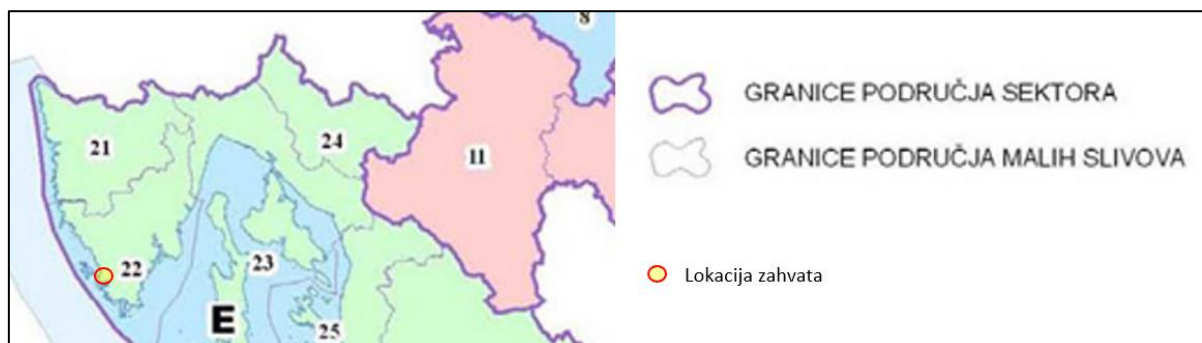 8
21
24
11
22
23
E
25
GRANICE PODRUČJA SEKTORA
GRANICE PODRUČJA MALIH SLIVOVA
Lokacija zahvata